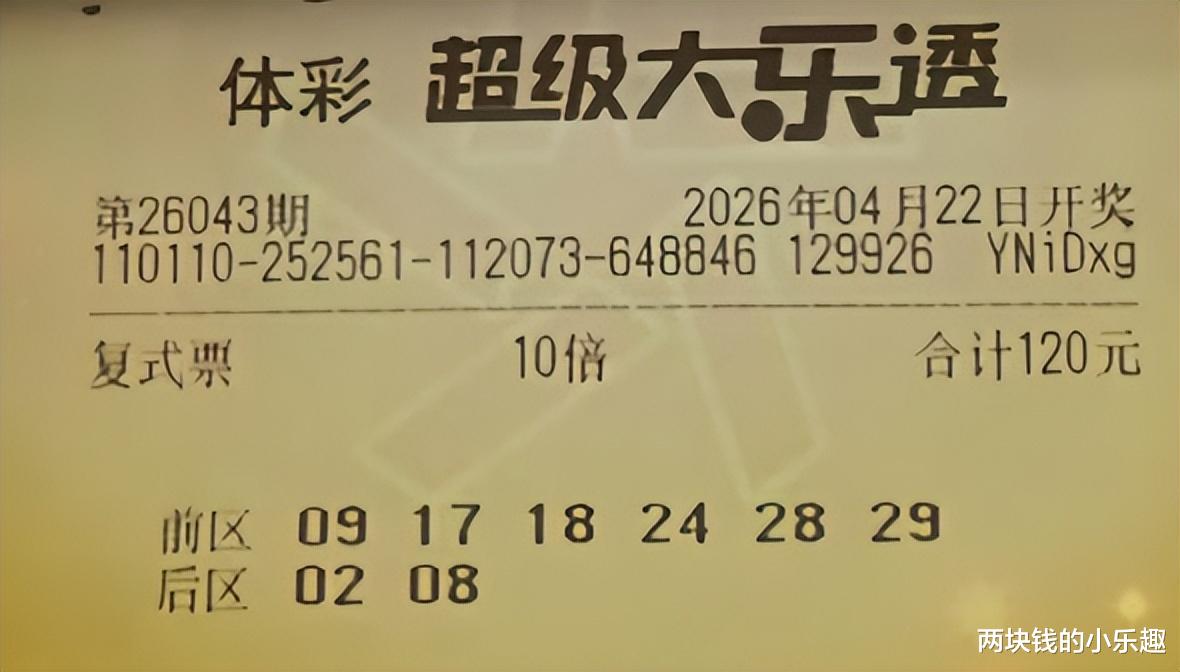 体彩 超级大乐透
第26043期 2026年04月22日开奖
110110-252561-112073-648846 129926 YNiDxg
复式票 10倍 合计120元
前区 09 17 18 24 28 29
后区 02 08
两块钱的小乐趣